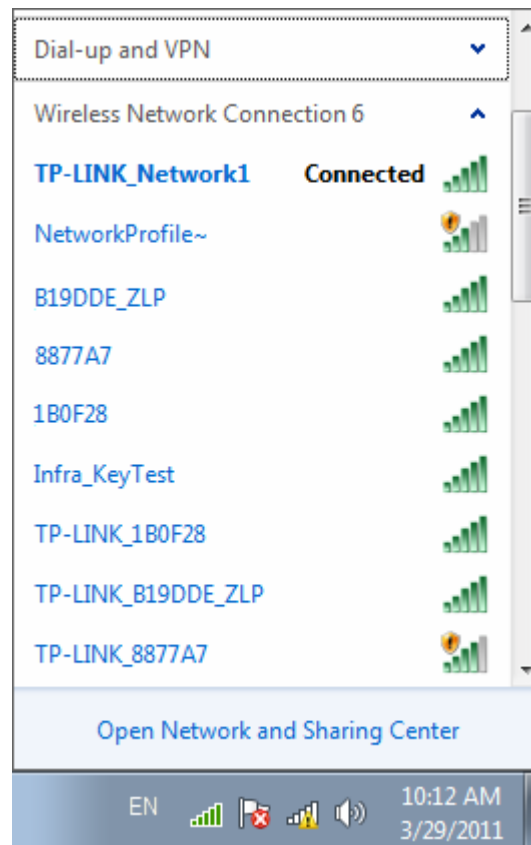 Dial-up and VPN
Wireless Network Connection 6
TP-LINK_Network1 Connected
NetworkProfile~
B19DDE_ZLP
8877A7
1B0F28
Infra_KeyTest
TP-LINK_1B0F28
TP-LINK_B19DDE_ZLP
TP-LINK_8877A7
Open Network and Sharing Center
EN
10:12 AM
3/29/2011